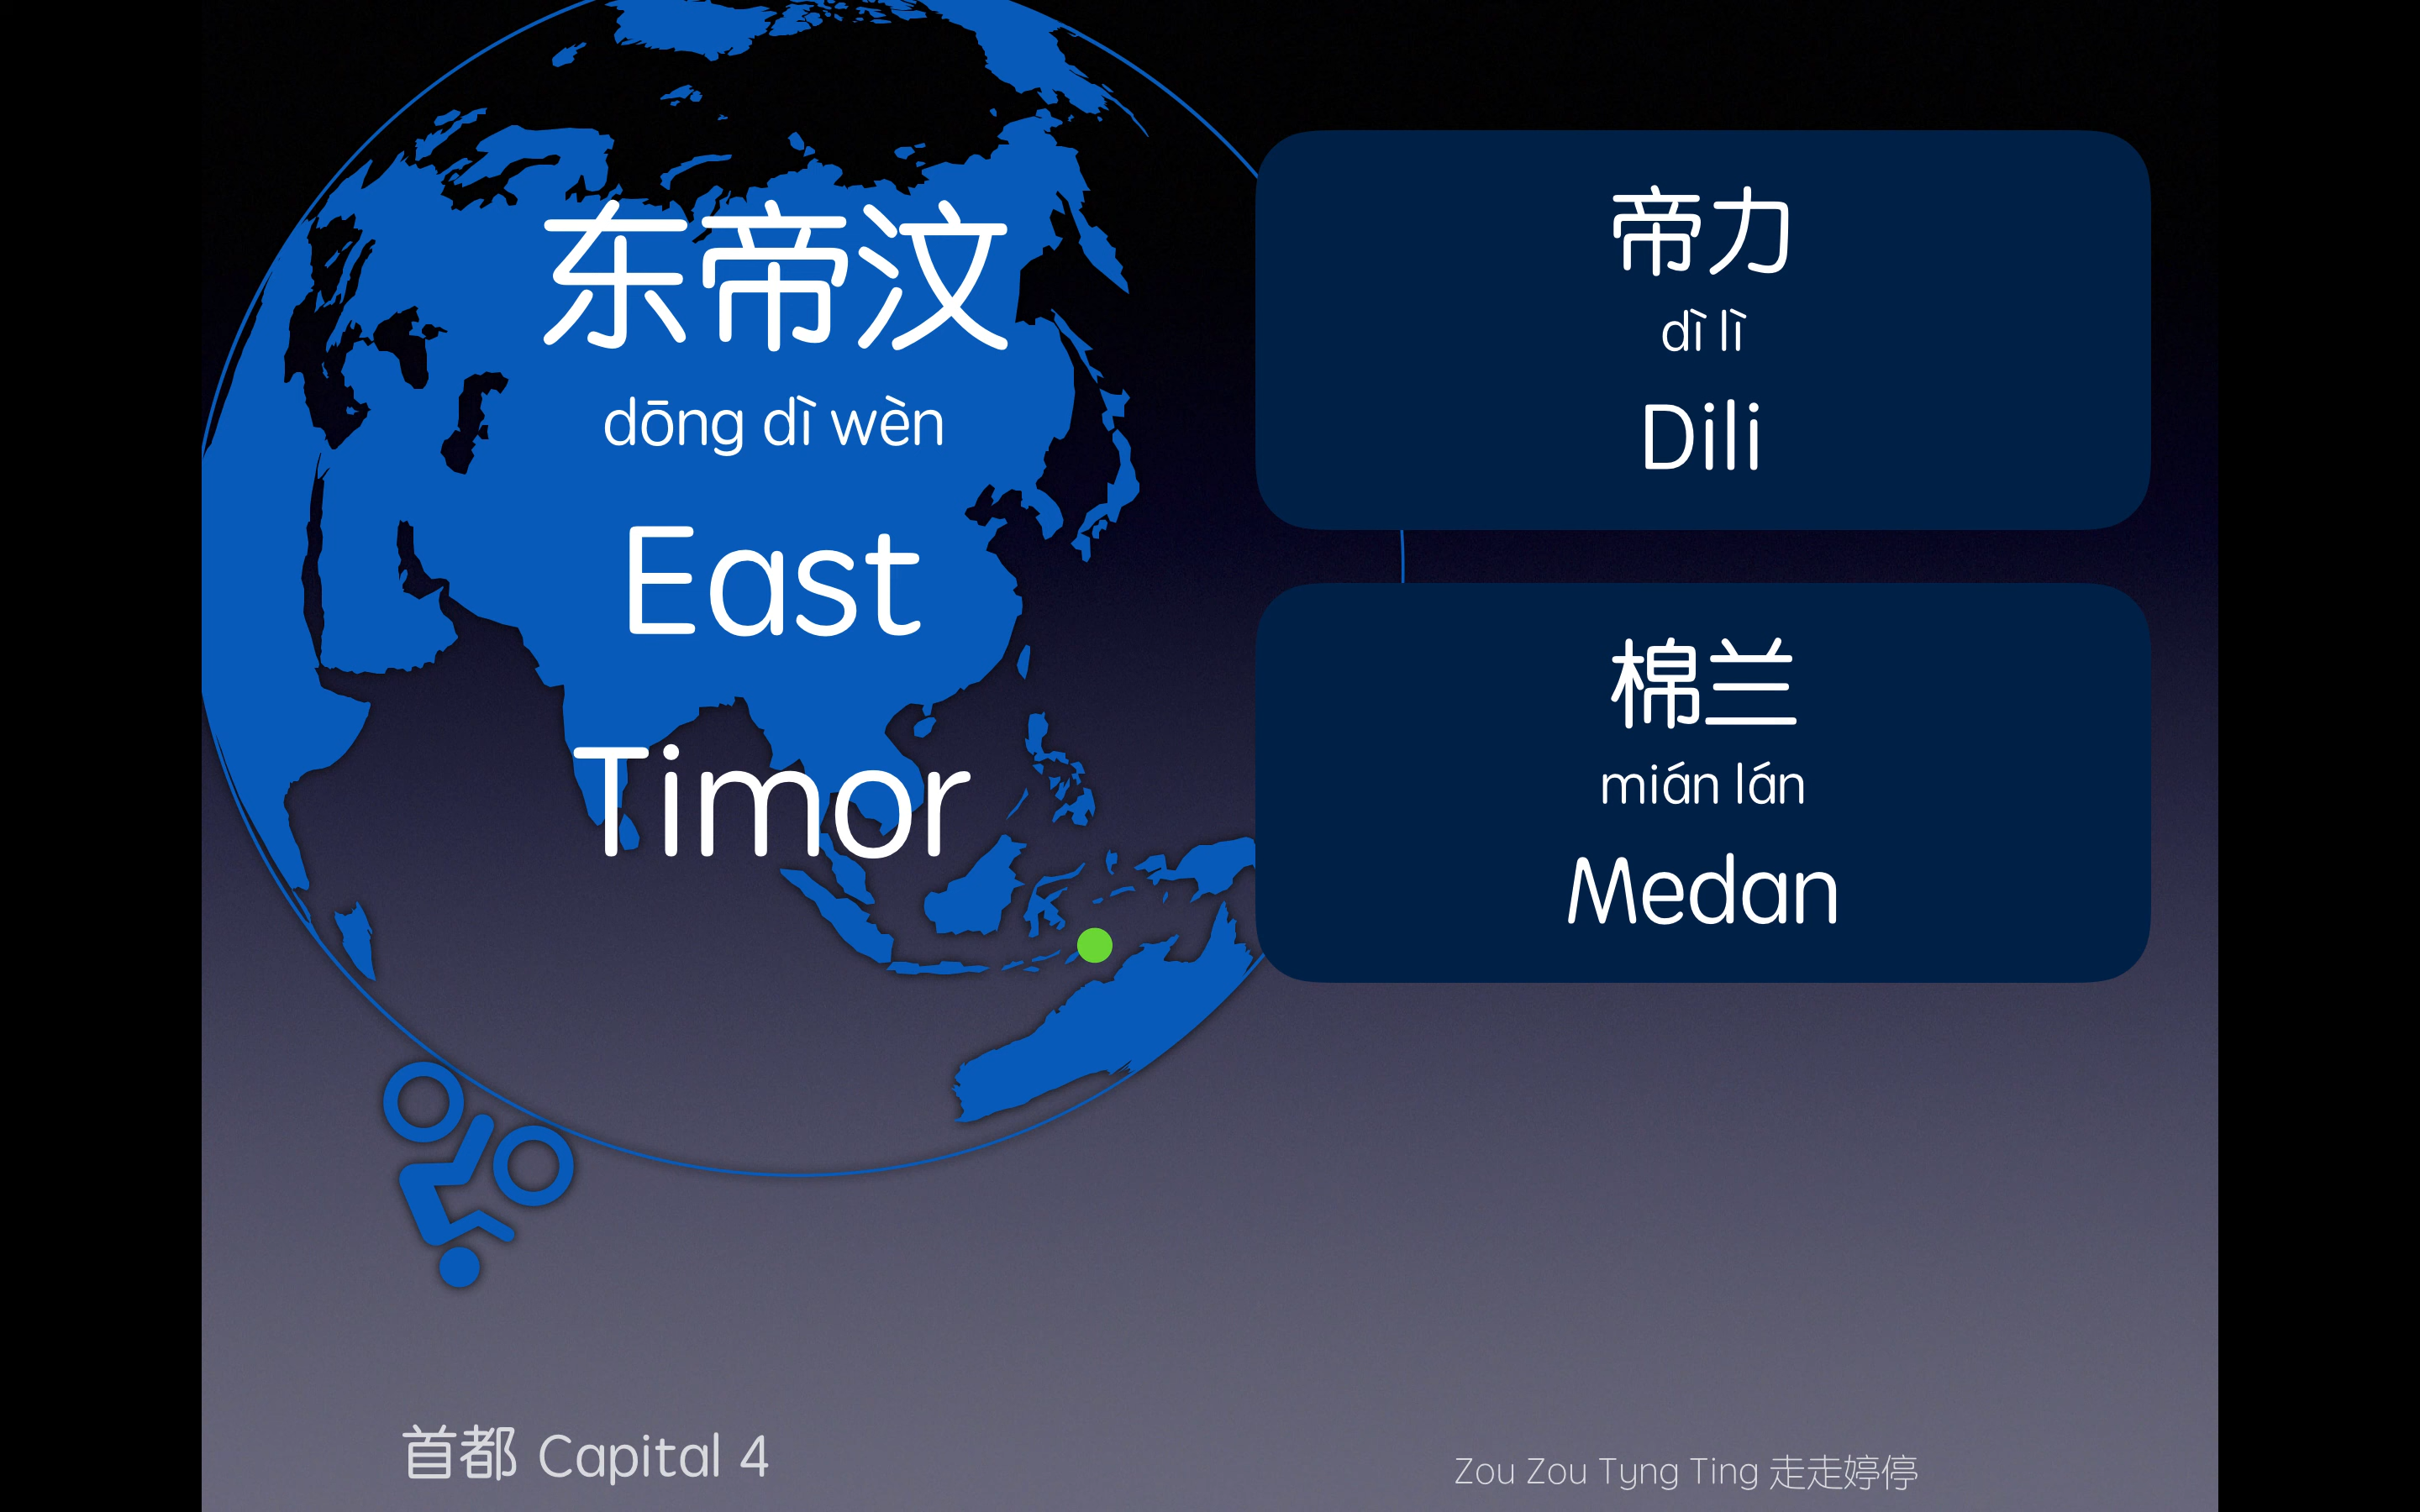 东帝汶
dōng dì wèn
East
Timor
帝力
dì lì
Dili
棉兰
mián lán
Medan
首都 Capital 4
Zou Zou Tyng Ting 走走婷停